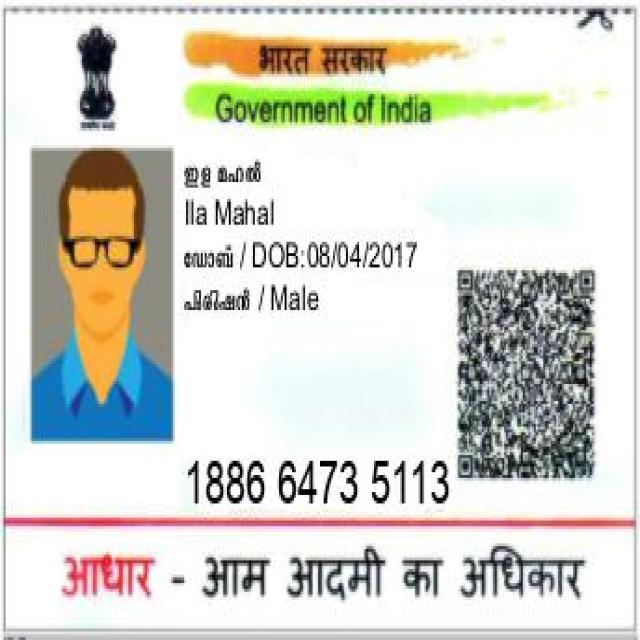 भारत सरकार
Government of India
ഇള മഹൽ
Ila Mahal
ഡോബ് / DOB:08/04/2017
പിരിഷൻ / Male
1886 6473 5113
आधार - आम आदमी का अधिकार